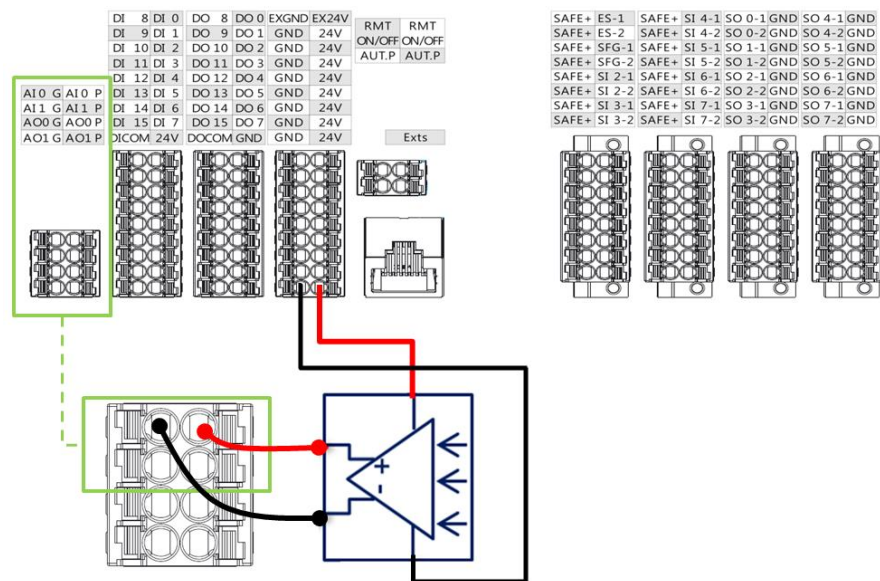 DI 8 DI 0 DO 8 DO 0 EXGND EX24V
DI 9 DI 1 DO 9 DO 1 GND 24V
DI 10 DI 2 DO 10 DO 2 GND 24V
DI 11 DI 3 DO 11 DO 3 GND 24V
DI 12 DI 4 DO 12 DO 4 GND 24V
AI0 G AI0 P DI 13 DI 5 DO 13 DO 5 GND 24V
AI1 G AI1 P DI 14 DI 6 DO 14 DO 6 GND 24V
AO0 G AO0 P DI 15 DI 7 DO 15 DO 7 GND 24V
AO1 G AO1 P DICOM 24V DOCOM GND GND 24V
RMT RMT
ON/OFF ON/OFF
AUT.P AUT.P
Exts
SAFE+ ES-1 SAFE+ SI 4-1 SO 0-1 GND SO 4-1 GND
SAFE+ ES-2 SAFE+ SI 4-2 SO 0-2 GND SO 4-2 GND
SAFE+ SFG-1 SAFE+ SI 5-1 SO 1-1 GND SO 5-1 GND
SAFE+ SFG-2 SAFE+ SI 5-2 SO 1-2 GND SO 5-2 GND
SAFE+ SI 2-1 SAFE+ SI 6-1 SO 2-1 GND SO 6-1 GND
SAFE+ SI 2-2 SAFE+ SI 6-2 SO 2-2 GND SO 6-2 GND
SAFE+ SI 3-1 SAFE+ SI 7-1 SO 3-1 GND SO 7-1 GND
SAFE+ SI 3-2 SAFE+ SI 7-2 SO 3-2 GND SO 7-2 GND
+
-